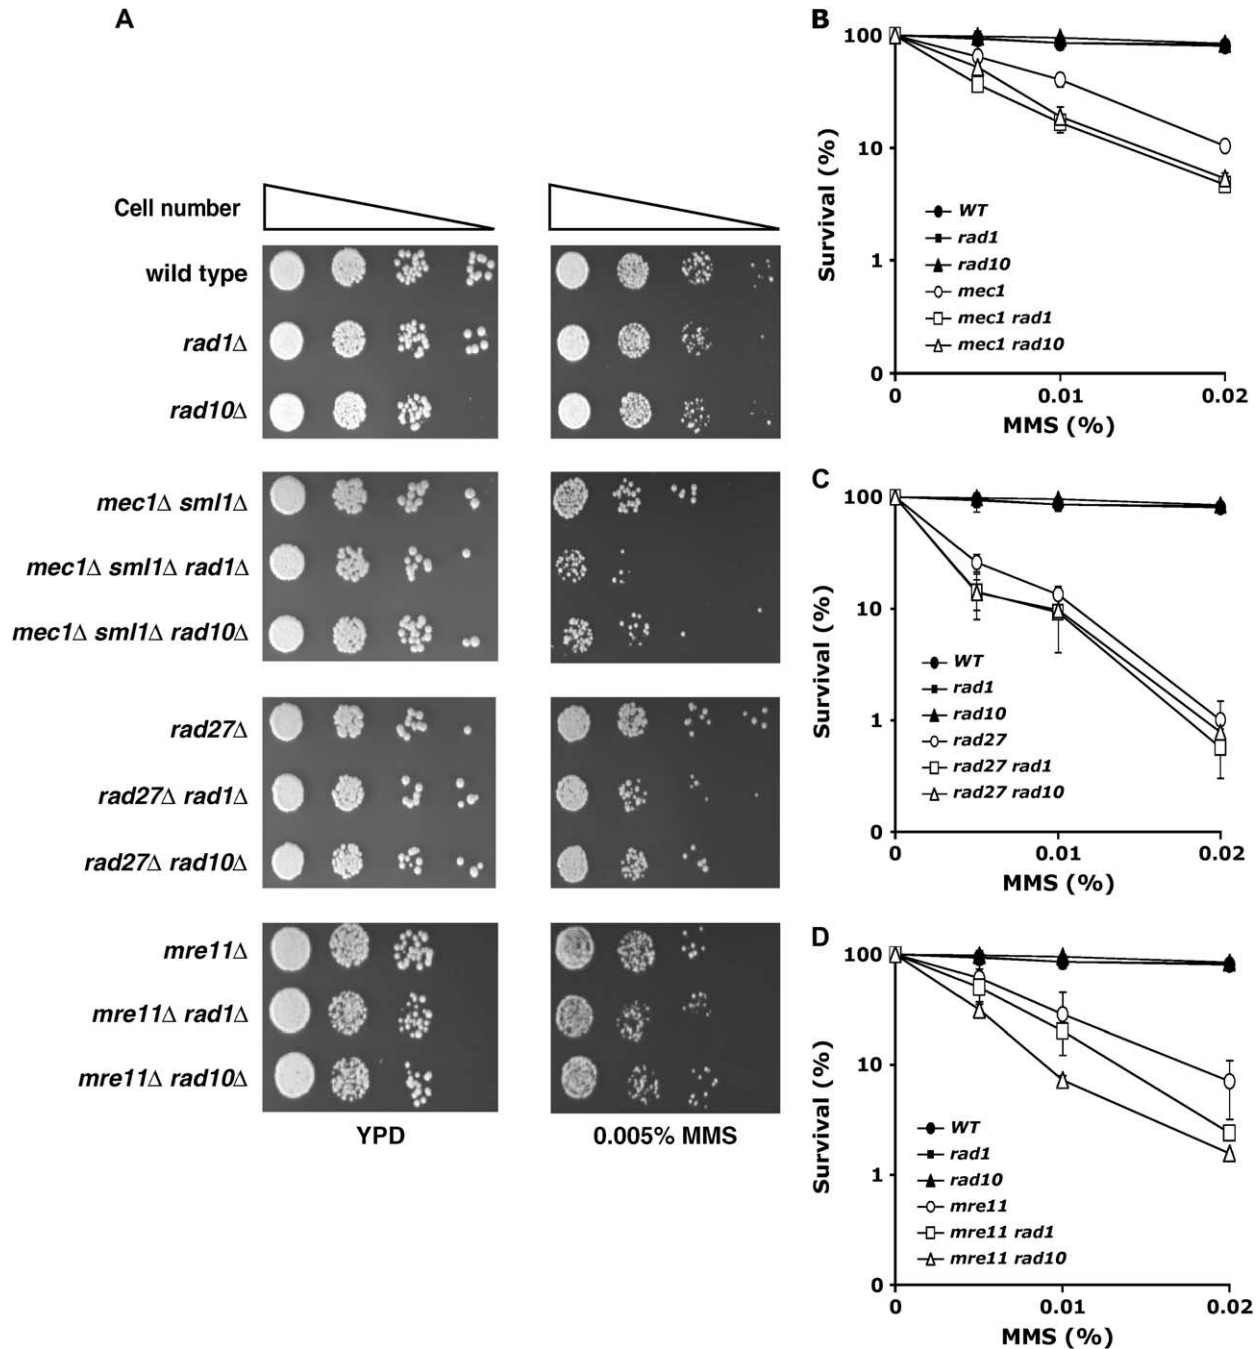 A
Cell number
wild type
rad1Δ
rad10Δ
mec1Δ sml1Δ
mec1Δ sml1Δ rad1Δ
mec1Δ sml1Δ rad10Δ
rad27Δ
rad27Δ rad1Δ
rad27Δ rad10Δ
mre11Δ
mre11Δ rad1Δ
mre11Δ rad10Δ
YPD
0.005% MMS
B
Survival (%)
100
10
1
0
WT
rad1
rad10
mec1
mec1 rad1
mec1 rad10
0
0.01
0.02
MMS (%)
C
Survival (%)
100
10
1
0
WT
rad1
rad10
rad27
rad27 rad1
rad27 rad10
0
0.01
0.02
MMS (%)
D
Survival (%)
100
10
1
0
WT
rad1
rad10
mre11
mre11 rad1
mre11 rad10
0
0.01
0.02
MMS (%)